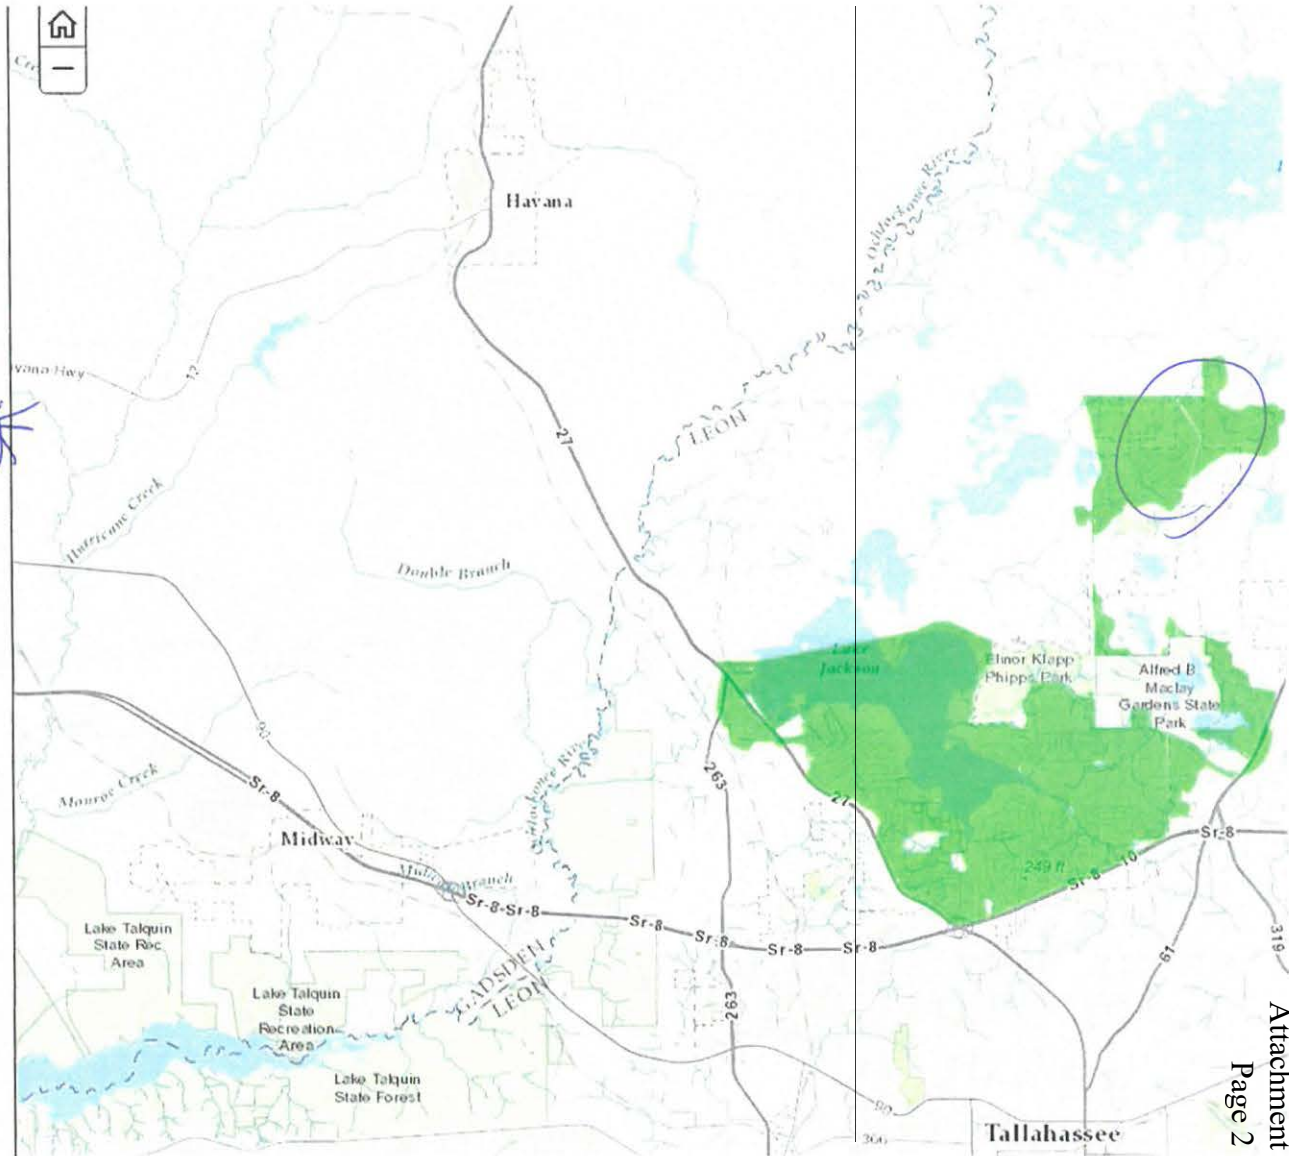 Ochlockonee River
Havana
12
27
LEON
Hurricane Creek
Double Branch
Lake
Jackson
Elinor Klapp
Phipps Park
Alfred B
Maclay
Gardens State
Park
90
263
27
Monroe Creek
Sr-8
Midway
Sr-8
249 ft
Sr-8
10
Branch
Sr-8-Sr-8
Sr-8
Sr-8
Sr-8
Sr-8
Lake Talquin
State Rec
Area
GADSDEN
LEON
61
319
Lake Talquin
State
Recreation
Area
263
Lake Talquin
State Forest
90
Tallahassee
Attachment
Page 2